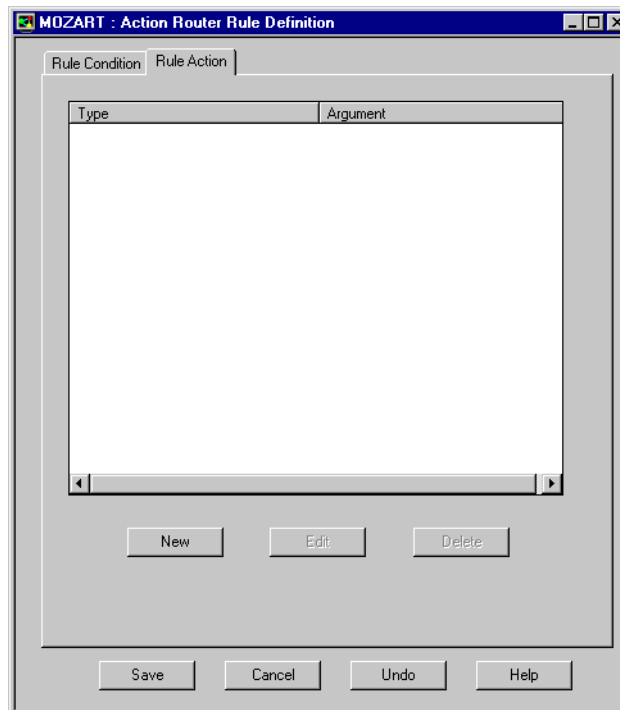 MOZART : Action Router Rule Definition
Rule Condition Rule Action
Type Argument
New Edit Delete
Save Cancel Undo Help